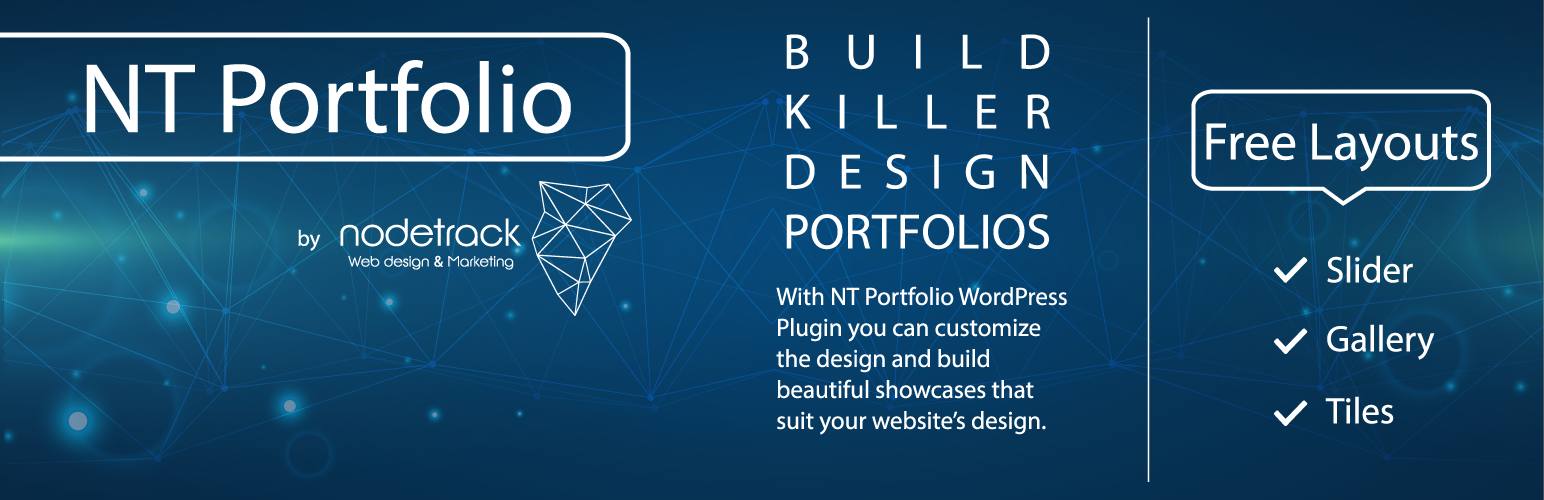 NT Portfolio
by nodetrack
Web design & Marketing
BUILD
KILLER
DESIGN
PORTFOLIOS
With NT Portfolio WordPress
Plugin you can customize
the design and build
beautiful showcases that
suit your website's design.
Free Layouts
Slider
Gallery
Tiles